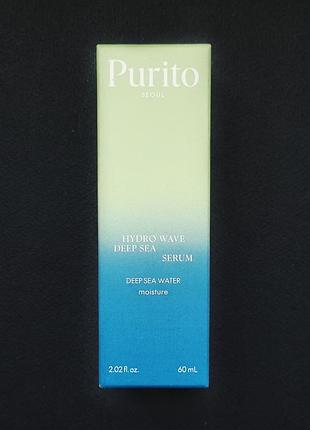 Purito
SEOUL
HYDRO WAVE
DEEP SEA
SERUM
DEEP SEA WATER
moisture
2.02 fl. oz. 60 mL